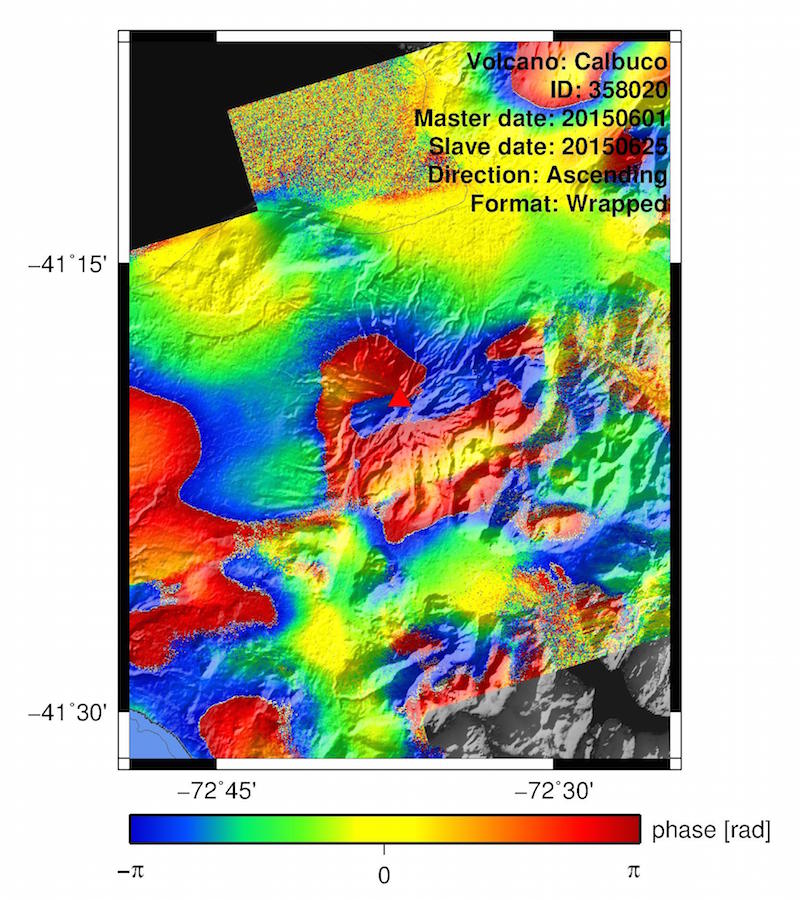 Volcano: Calbuco
ID: 358020
Master date: 20150601
Slave date: 20150625
Direction: Ascending
Format: Wrapped
−41˚15'
−41˚30'
−72˚45' −72˚30'
phase [rad]
−π 0 π